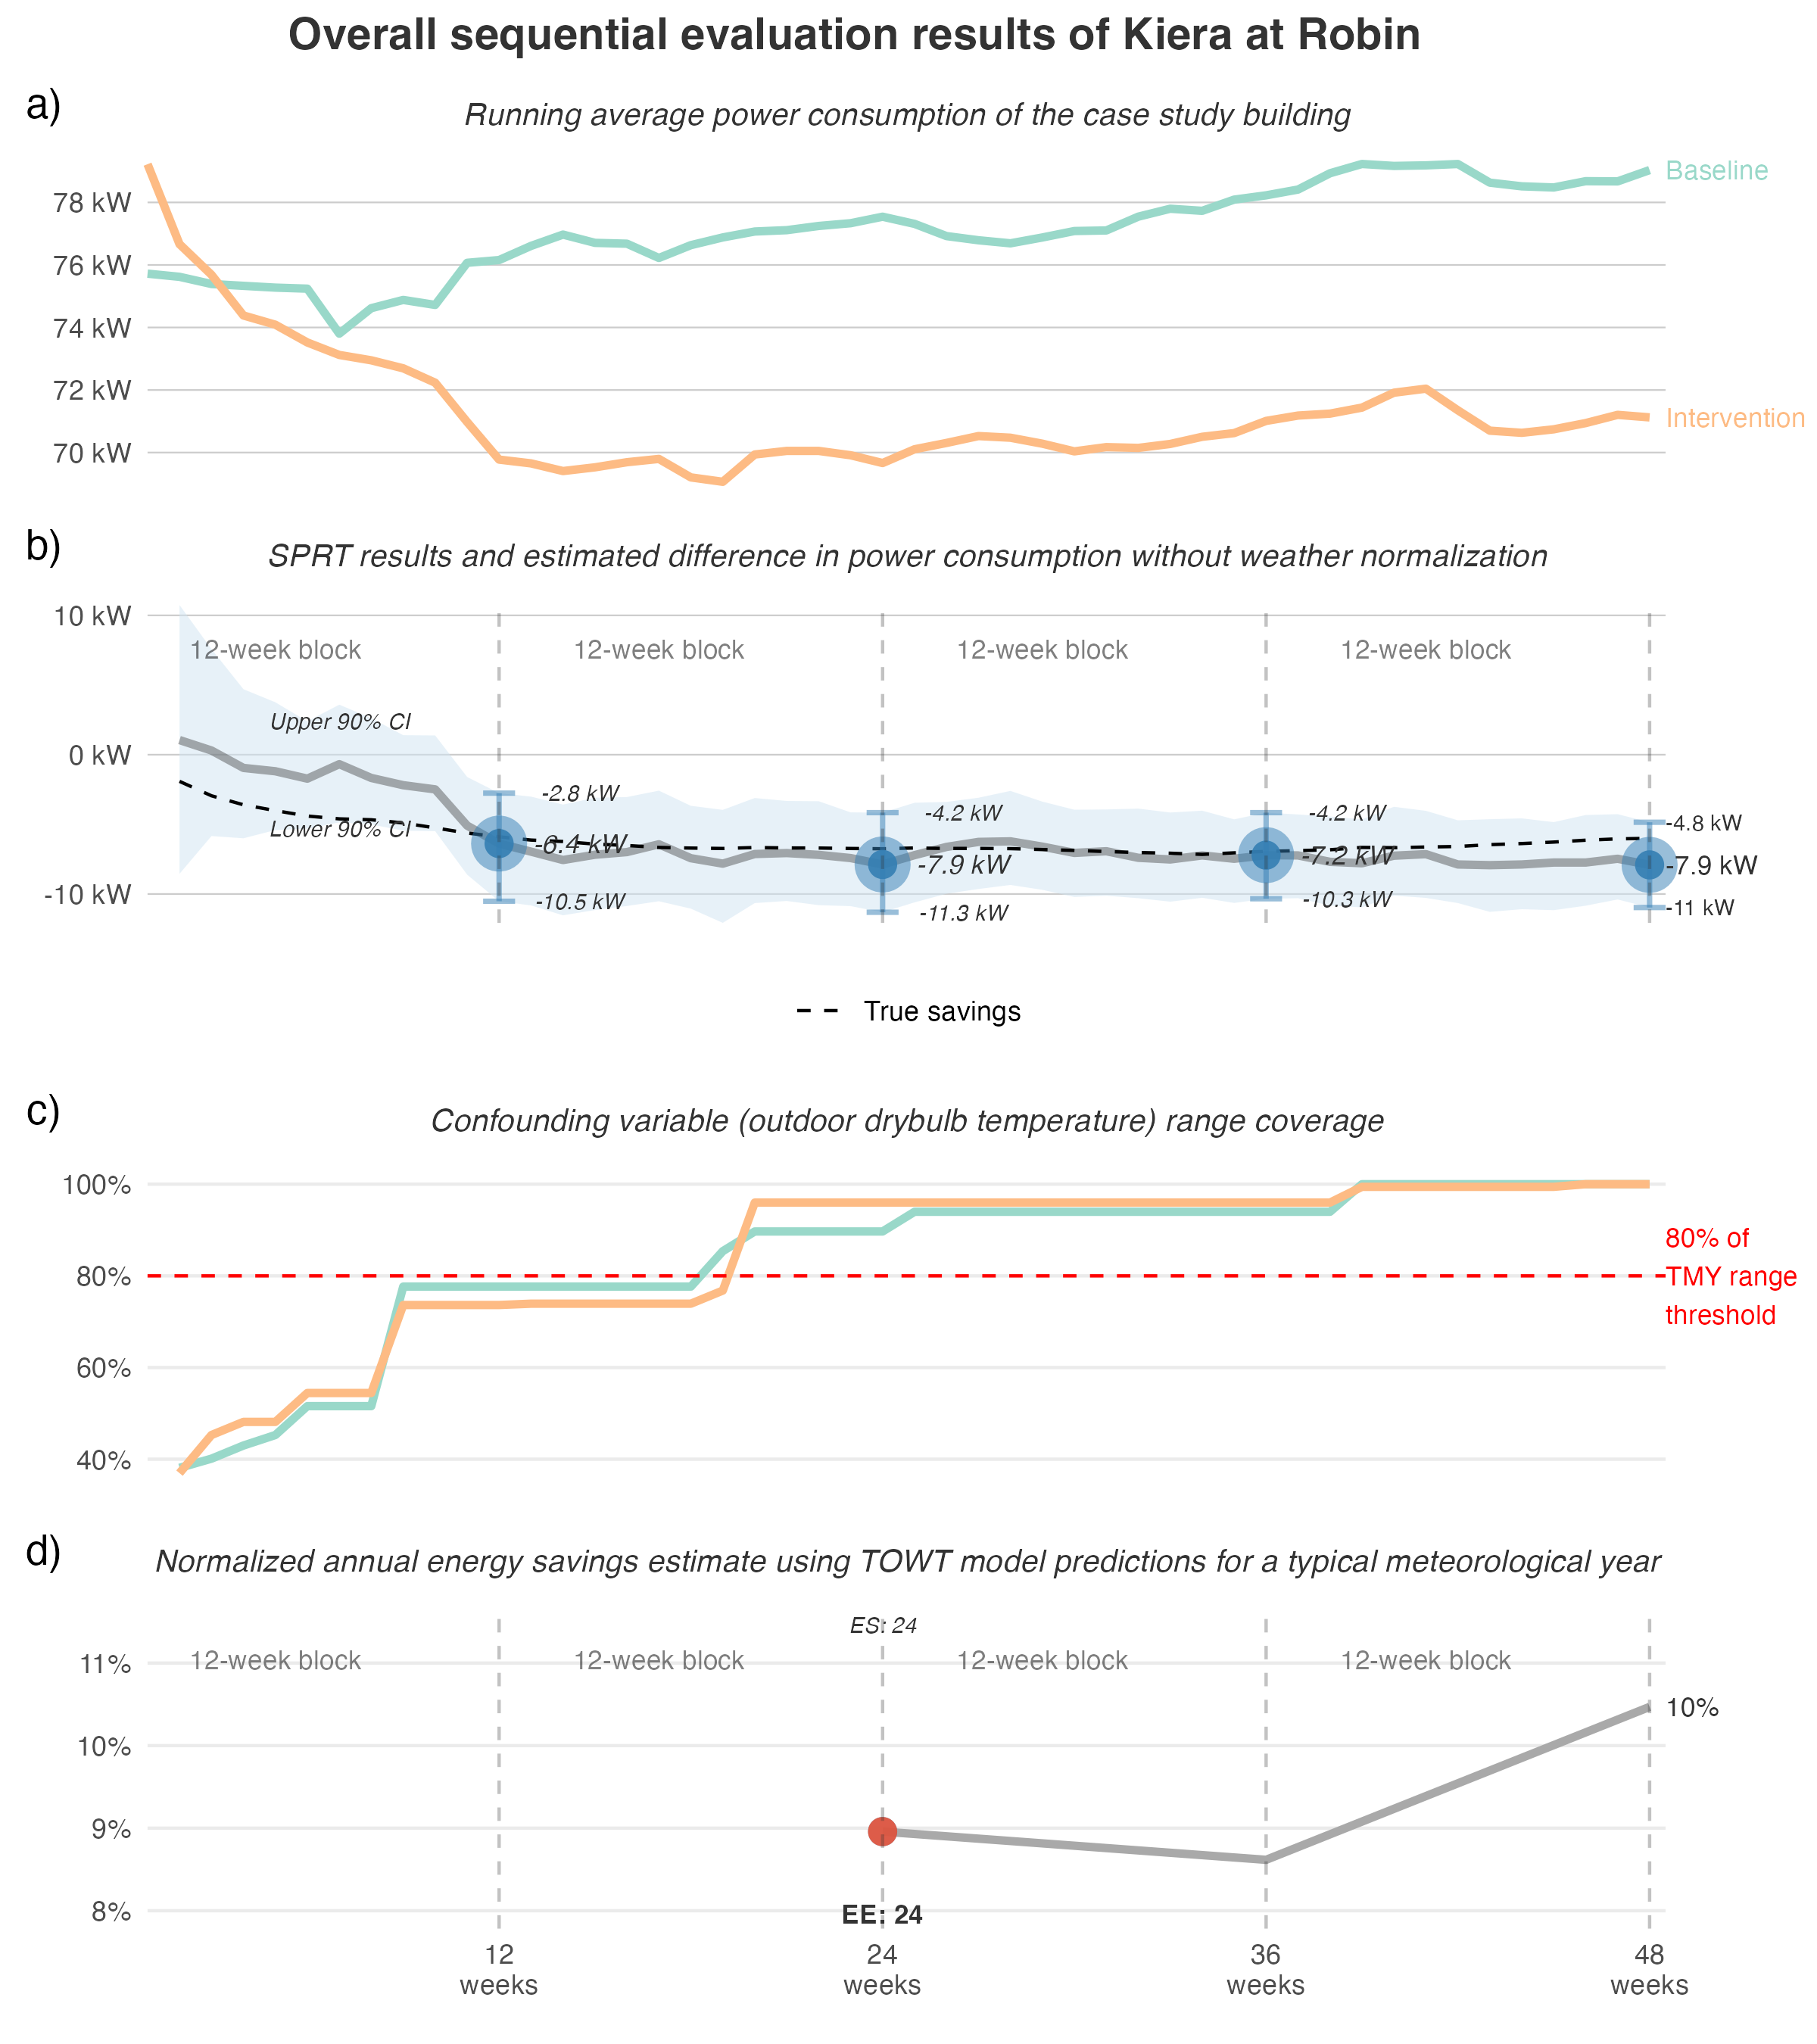 Overall sequential evaluation results of Kiera at Robin
a)
Running average power consumption of the case study building
78 kW
76 kW
74 kW
72 kW
70 kW
Baseline
Intervention
b)
SPRT results and estimated difference in power consumption without weather normalization
10 kW
0 kW
-10 kW
12-week block
12-week block
12-week block
12-week block
Upper 90% CI
Lower 90% CI
-2.8 kW
-6.4 kW
-10.5 kW
-4.2 kW
-7.9 kW
-11.3 kW
-4.2 kW
-7.2 kW
-10.3 kW
-4.8 kW
-7.9 kW
-11 kW
True savings
c)
Confounding variable (outdoor drybulb temperature) range coverage
100%
80%
60%
40%
80% of
TMY range
threshold
d)
Normalized annual energy savings estimate using TOWT model predictions for a typical meteorological year
ES: 24
11%
10%
9%
8%
12-week block
12-week block
12-week block
12-week block
10%
EE: 24
12
weeks
24
weeks
36
weeks
48
weeks